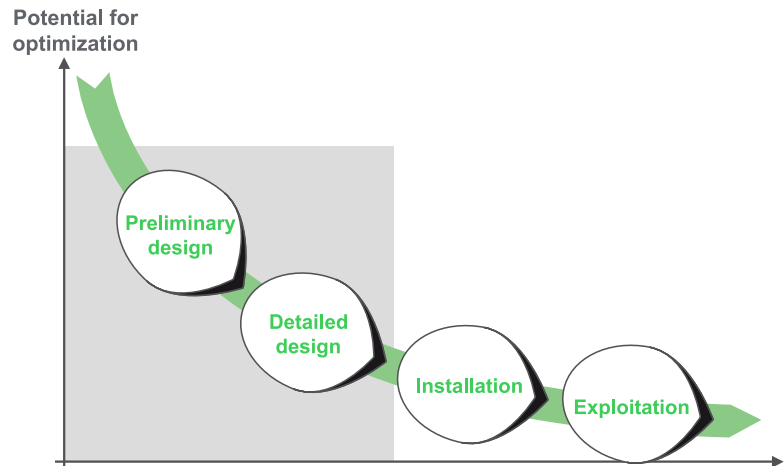 Potential for
optimization
Preliminary
design
Detailed
design
Installation
Exploitation